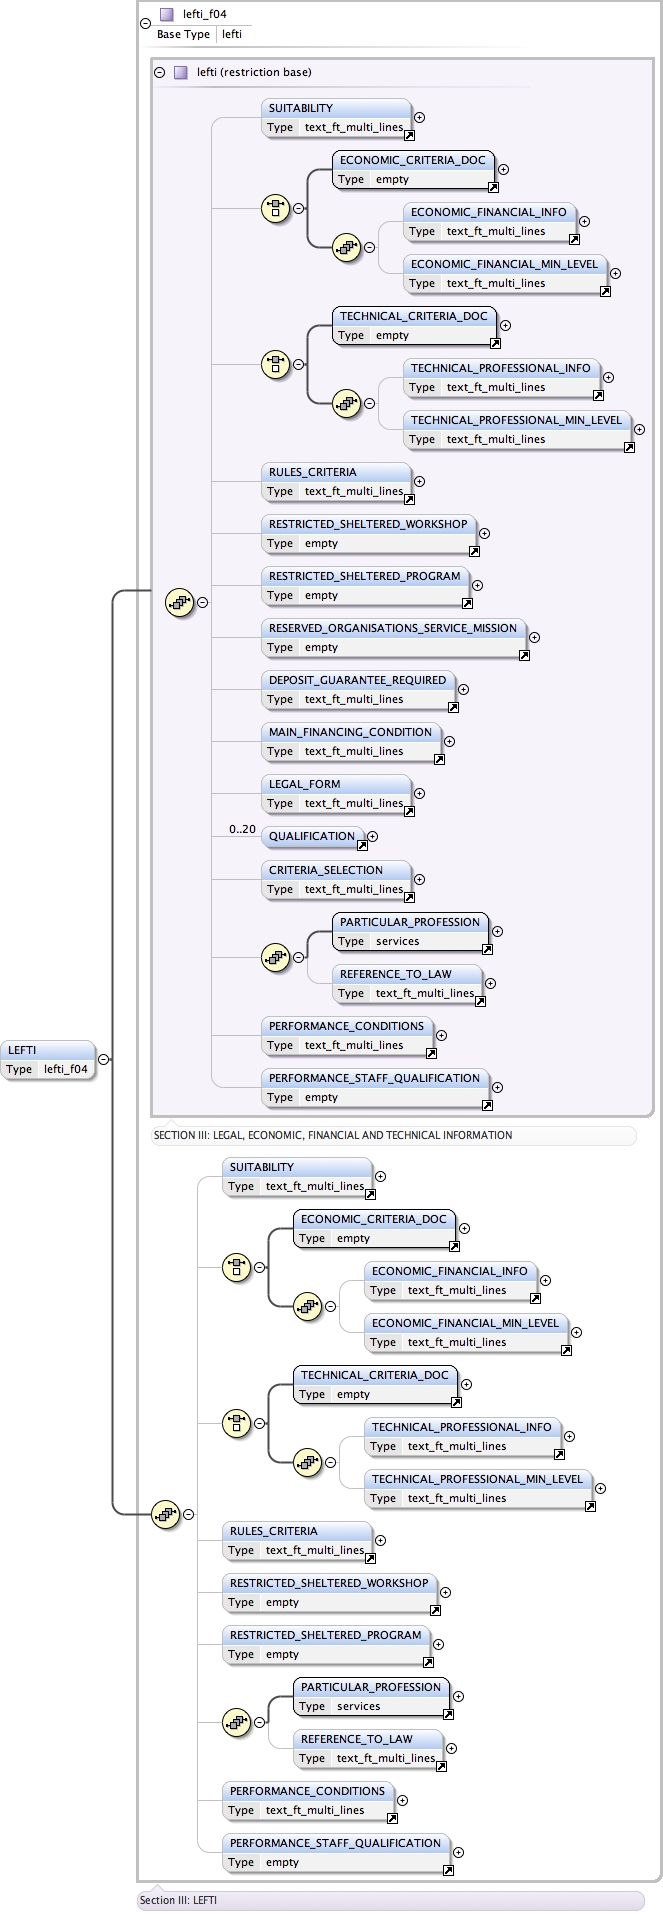 lefti_f04
Base Type lefti
lefti (restriction base)
SUITABILITY
Type text_ft_multi_lines
ECONOMIC_CRITERIA_DOC
Type empty
ECONOMIC_FINANCIAL_INFO
Type text_ft_multi_lines
ECONOMIC_FINANCIAL_MIN_LEVEL
Type text_ft_multi_lines
TECHNICAL_CRITERIA_DOC
Type empty
TECHNICAL_PROFESSIONAL_INFO
Type text_ft_multi_lines
TECHNICAL_PROFESSIONAL_MIN_LEVEL
Type text_ft_multi_lines
RULES_CRITERIA
Type text_ft_multi_lines
RESTRICTED_SHELTERED_WORKSHOP
Type empty
RESTRICTED_SHELTERED_PROGRAM
Type empty
RESERVED_ORGANISATIONS_SERVICE_MISSION
Type empty
DEPOSIT_GUARANTEE_REQUIRED
Type text_ft_multi_lines
MAIN_FINANCING_CONDITION
Type text_ft_multi_lines
LEGAL_FORM
Type text_ft_multi_lines
0..20
QUALIFICATION
CRITERIA_SELECTION
Type text_ft_multi_lines
PARTICULAR_PROFESSION
Type services
REFERENCE_TO_LAW
Type text_ft_multi_lines
PERFORMANCE_CONDITIONS
Type text_ft_multi_lines
LEFTI
Type lefti_f04
PERFORMANCE_STAFF_QUALIFICATION
Type empty
SECTION III: LEGAL, ECONOMIC, FINANCIAL AND TECHNICAL INFORMATION
SUITABILITY
Type text_ft_multi_lines
ECONOMIC_CRITERIA_DOC
Type empty
ECONOMIC_FINANCIAL_INFO
Type text_ft_multi_lines
ECONOMIC_FINANCIAL_MIN_LEVEL
Type text_ft_multi_lines
TECHNICAL_CRITERIA_DOC
Type empty
TECHNICAL_PROFESSIONAL_INFO
Type text_ft_multi_lines
TECHNICAL_PROFESSIONAL_MIN_LEVEL
Type text_ft_multi_lines
RULES_CRITERIA
Type text_ft_multi_lines
RESTRICTED_SHELTERED_WORKSHOP
Type empty
RESTRICTED_SHELTERED_PROGRAM
Type empty
PARTICULAR_PROFESSION
Type services
REFERENCE_TO_LAW
Type text_ft_multi_lines
PERFORMANCE_CONDITIONS
Type text_ft_multi_lines
PERFORMANCE_STAFF_QUALIFICATION
Type empty
Section III: LEFTI